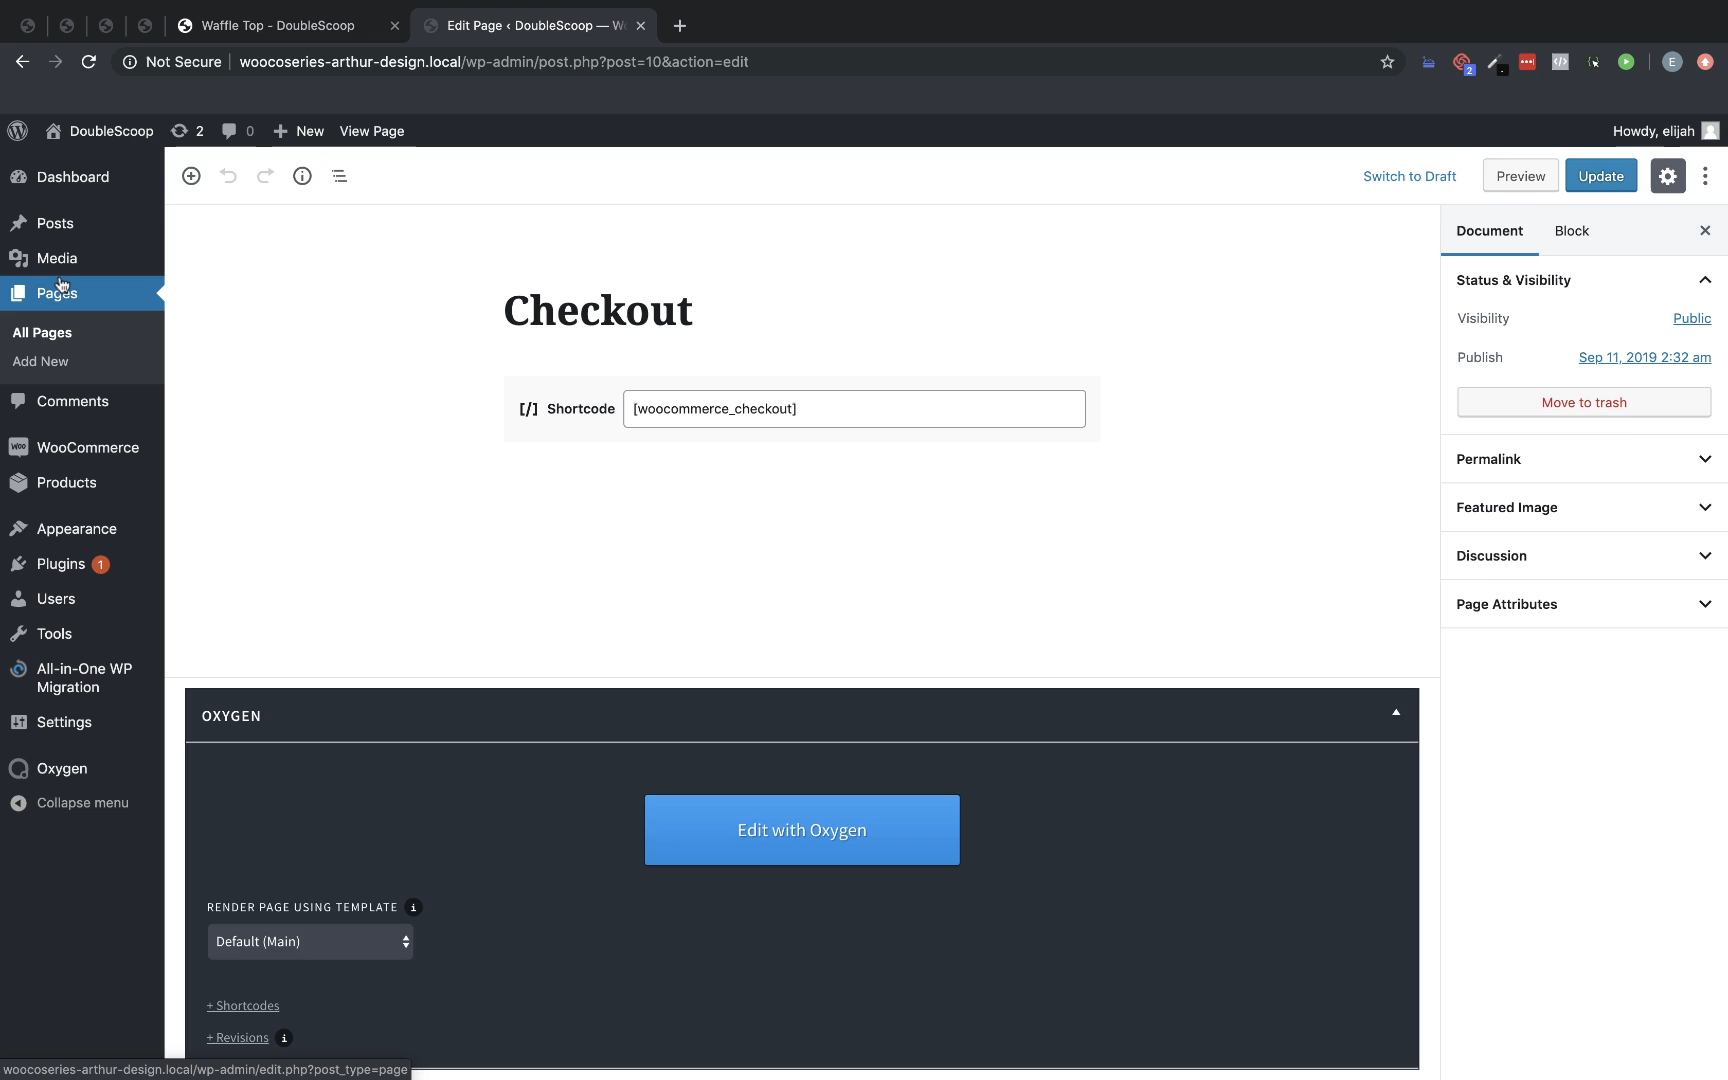 Waffle Top - DoubleScoop
Edit Page ‹ DoubleScoop — W
Not Secure
woocoseries-arthur-design.local/wp-admin/post.php?post=10&action=edit
2
E
DoubleScoop
2
0
New
View Page
Howdy, elijah
Dashboard
Posts
Media
Pages
All Pages
Add New
Comments
WooCommerce
Products
Appearance
Plugins 1
Users
Tools
All-in-One WP
Migration
Settings
Oxygen
Collapse menu
Switch to Draft
Preview
Update
Checkout
[/] Shortcode
[woocommerce_checkout]
Document
Block
Status & Visibility
Visibility
Public
Publish
Sep 11, 2019 2:32 am
Move to trash
Permalink
Featured Image
Discussion
Page Attributes
OXYGEN
Edit with Oxygen
RENDER PAGE USING TEMPLATE i
Default (Main)
+ Shortcodes
+ Revisions i
woocoseries-arthur-design.local/wp-admin/edit.php?post_type=page